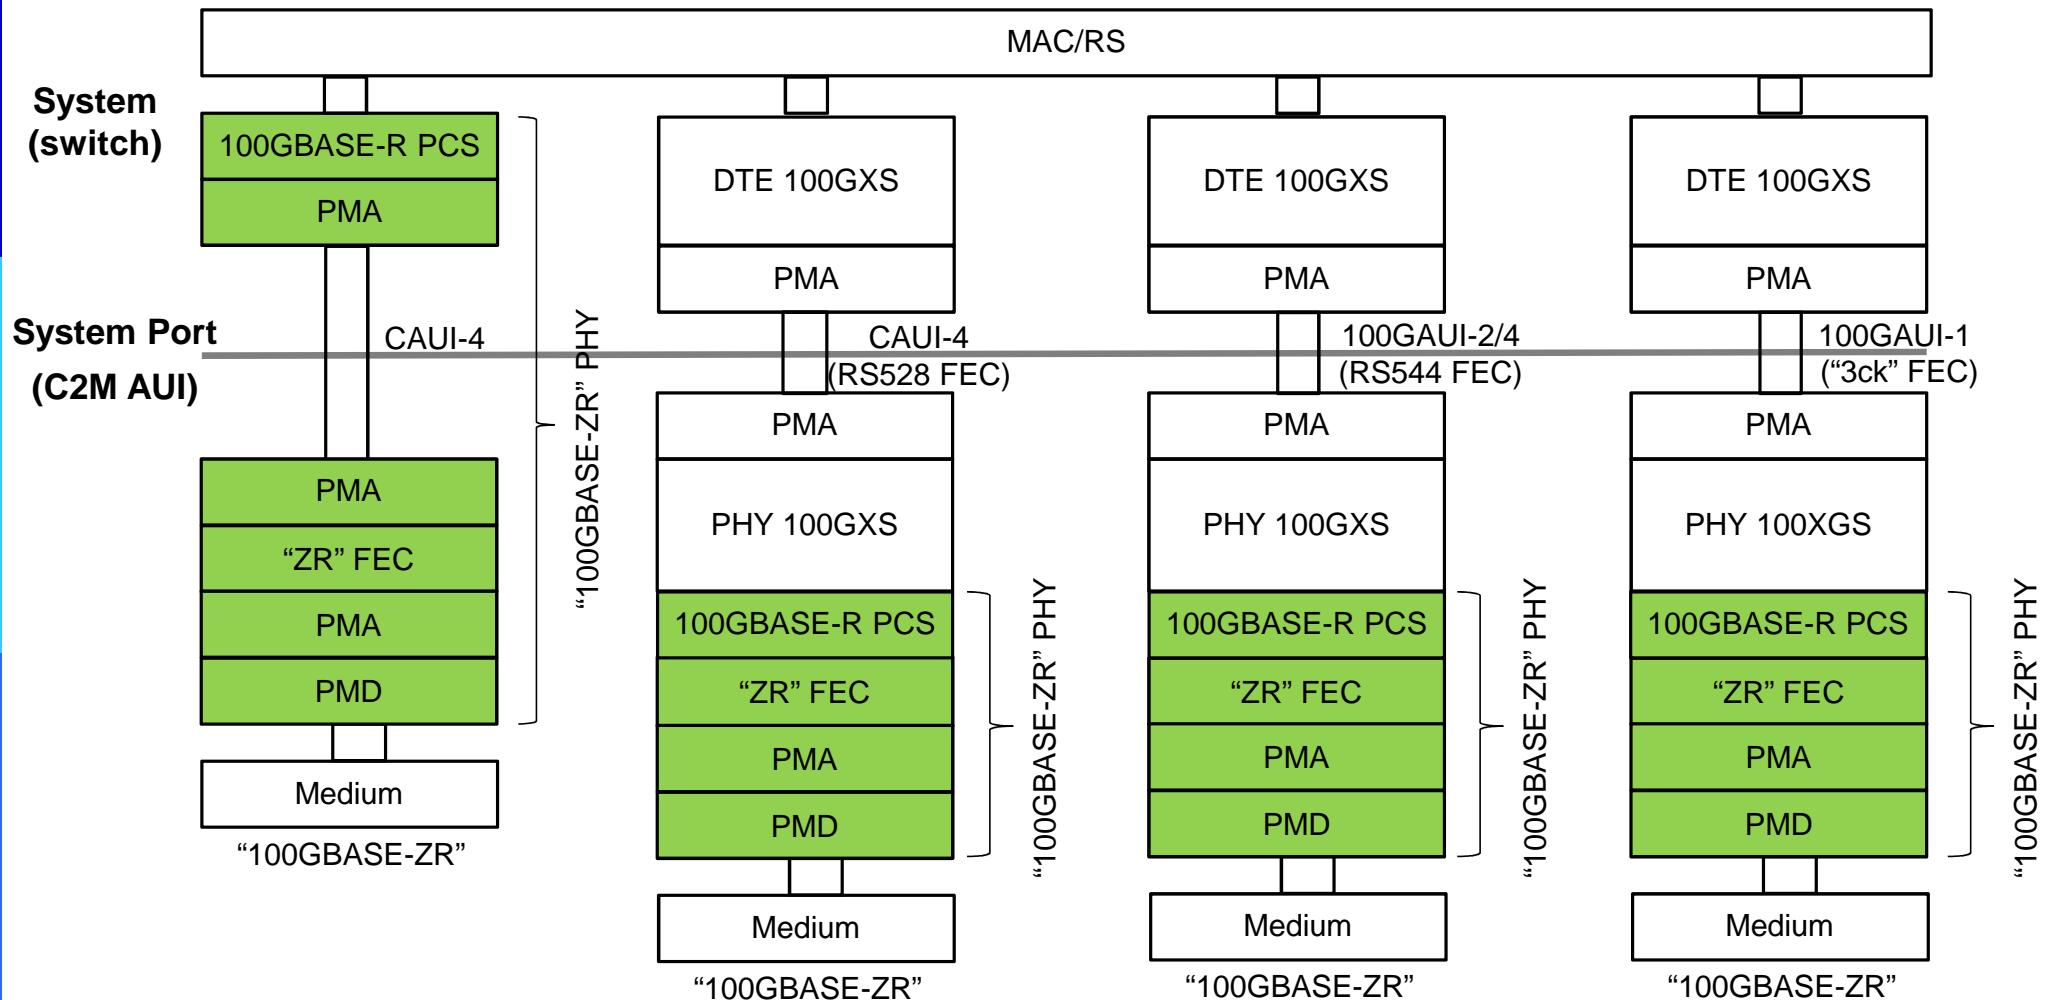 MAC/RS
System
(switch)
System Port
(C2M AUI)
100GBASE-R PCS
PMA
CAUI-4
PMA
“ZR” FEC
PMA
PMD
Medium
“100GBASE-ZR”
“100GBASE-ZR” PHY
DTE 100GXS
PMA
CAUI-4
(RS528 FEC)
PMA
PHY 100GXS
100GBASE-R PCS
“ZR” FEC
PMA
PMD
Medium
“100GBASE-ZR”
“100GBASE-ZR” PHY
DTE 100GXS
PMA
100GAUI-2/4
(RS544 FEC)
PMA
PHY 100GXS
100GBASE-R PCS
“ZR” FEC
PMA
PMD
Medium
“100GBASE-ZR”
“100GBASE-ZR” PHY
DTE 100GXS
PMA
100GAUI-1
(“3ck” FEC)
PMA
PHY 100XGS
100GBASE-R PCS
“ZR” FEC
PMA
PMD
Medium
“100GBASE-ZR”
“100GBASE-ZR” PHY